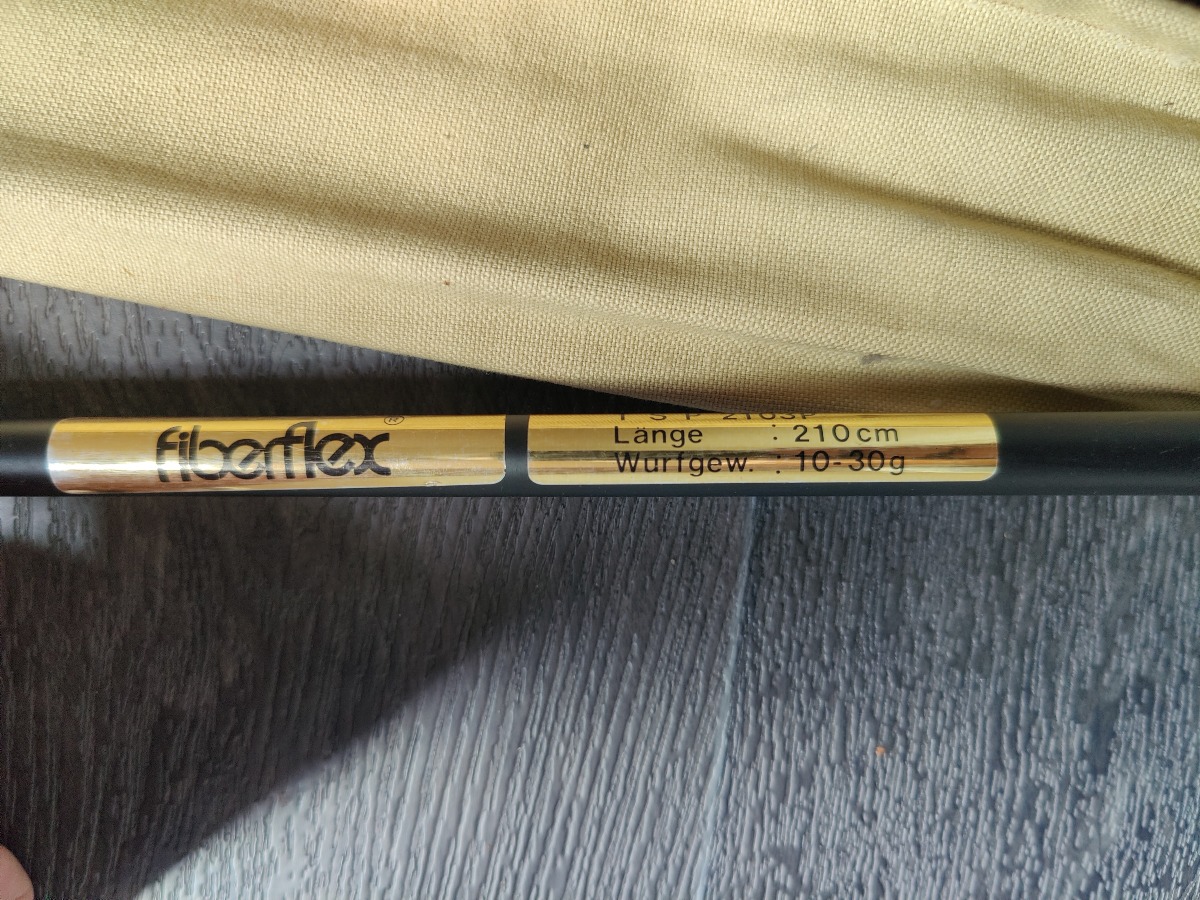 fiberflex®
Länge : 210cm
Wurfgew. : 10-30g